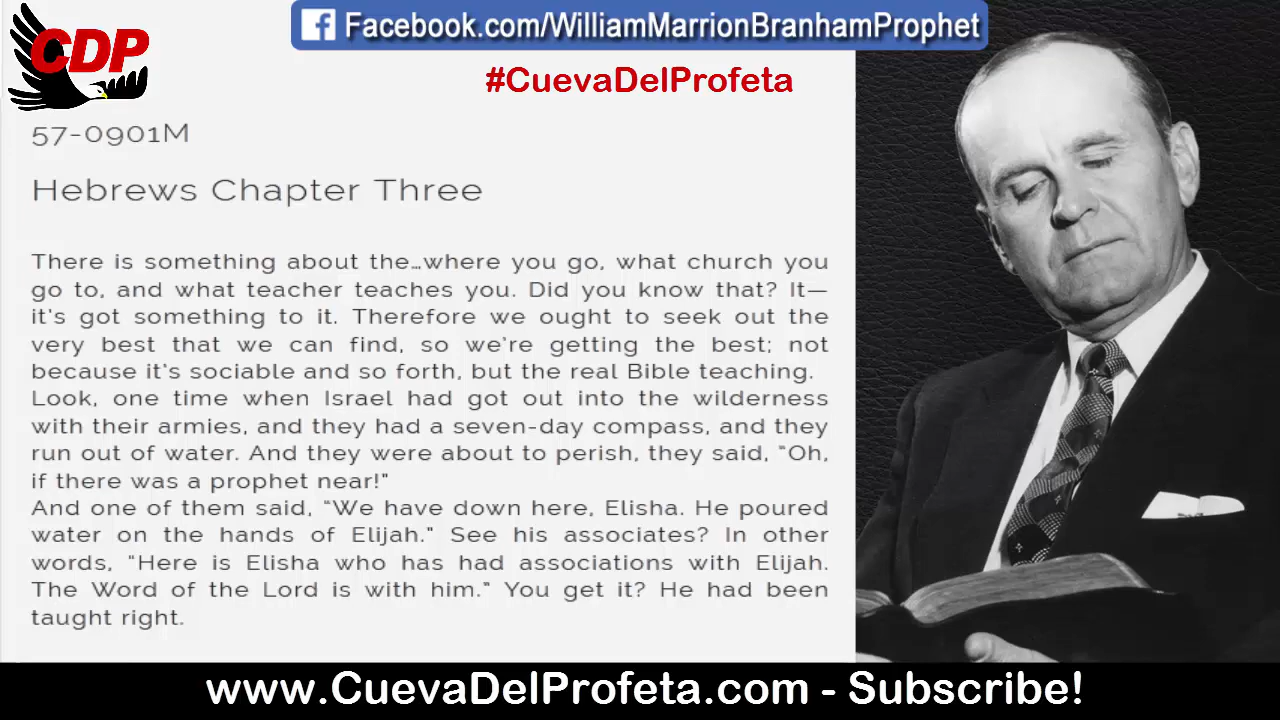 CDP
Facebook.com/WilliamMarrionBranhamProphet
#CuevaDelProfeta
57-0901M
Hebrews Chapter Three
There is something about the…where you go, what church you
go to, and what teacher teaches you. Did you know that? It—
it's got something to it. Therefore we ought to seek out the
very best that we can find, so we're getting the best; not
because it's sociable and so forth, but the real Bible teaching.
Look, one time when Israel had got out into the wilderness
with their armies, and they had a seven-day compass, and they
run out of water. And they were about to perish, they said, "Oh,
if there was a prophet near!"
And one of them said, "We have down here, Elisha. He poured
water on the hands of Elijah." See his associates? In other
words, "Here is Elisha who has had associations with Elijah.
The Word of the Lord is with him." You get it? He had been
taught right.
www.CuevaDelProfeta.com - Subscribe!